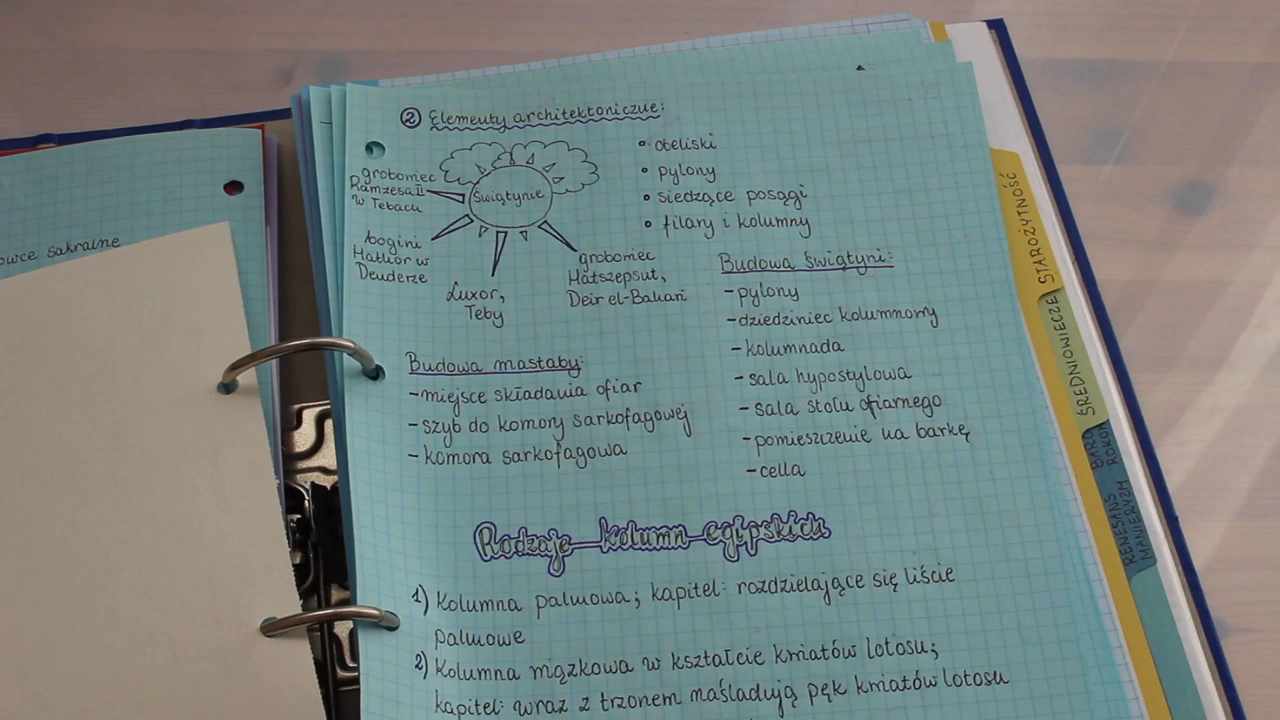 ② Elementy architektoniczne:
grobowiec
Ramzesa II
w Tebach
Świątynie
bogini
Hathor w
Denderze
Luxor,
Teby
grobowiec
Hatszepsut,
Deir el-Bahari
• obeliski
• pylony
• siedzące posągi
• filary i kolumny
Budowa świątyni:
- pylony
- dziedziniec kolumnowy
- kolumnada
- sala hypostylowa
- sala stołu ofiarnego
- pomieszczenie na barkę
- cella
Budowa mastaby:
- miejsce składania ofiar
- szyb do komory sarkofagowej
- komora sarkofagowa
Rodzaje kolumn egipskich
1) Kolumna palmowa; kapitel: rozdzielające się liście
palmowe
2) Kolumna wiązkowa w kształcie kwiatów lotosu;
kapitel: wraz z trzonem naśladują pęk kwiatów lotosu
owce sakralne
STAROŻYTNOŚĆ
ŚREDNIOWIECZE
RENESANS
MANIERYZM
BARO
ROKO